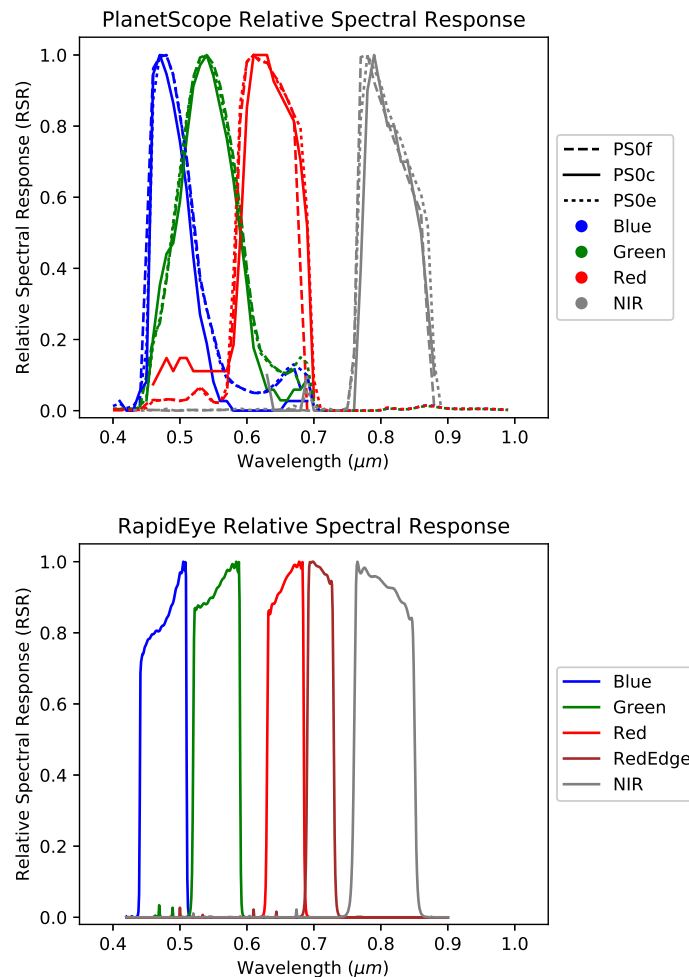 PlanetScope Relative Spectral Response
Relative Spectral Response (RSR)
1.0
0.8
0.6
0.4
0.2
0.0
0.4 0.5 0.6 0.7 0.8 0.9 1.0
Wavelength (μm)
PS0f
PS0c
PS0e
Blue
Green
Red
NIR
RapidEye Relative Spectral Response
Relative Spectral Response (RSR)
1.0
0.8
0.6
0.4
0.2
0.0
0.4 0.5 0.6 0.7 0.8 0.9 1.0
Wavelength (μm)
Blue
Green
Red
RedEdge
NIR